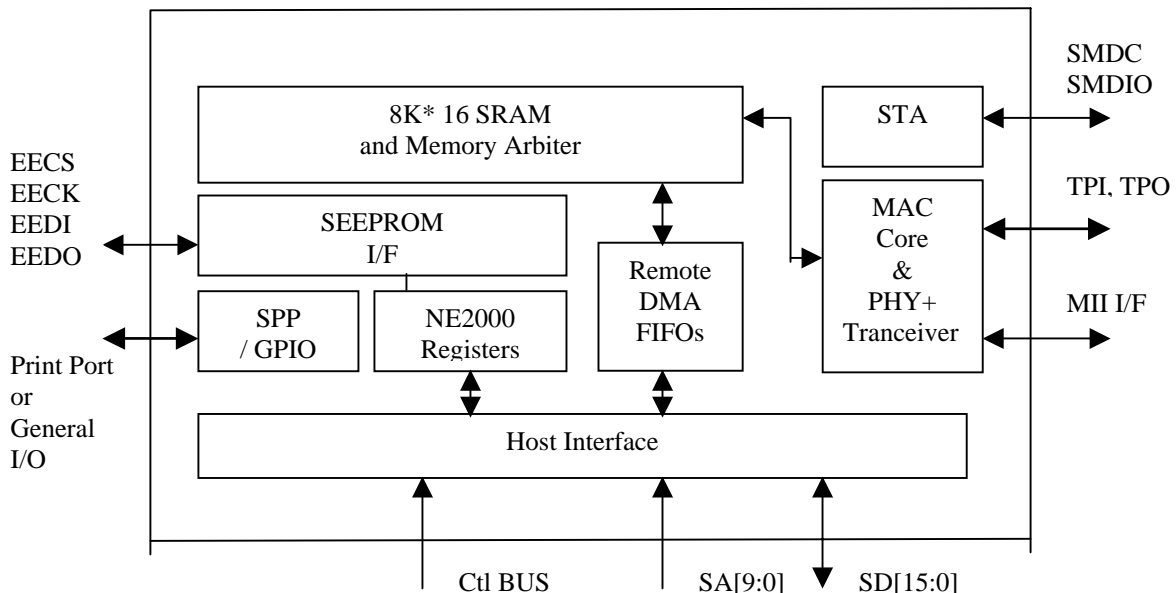 SMDC
SMDIO
8K* 16 SRAM
and Memory Arbiter
STA
EECS
EECK
EEDI
EEDO
SEEPROM
I/F
TPI, TPO
MAC
Core
&
PHY+
Tranceiver
Remote
DMA
FIFOs
SPP
/ GPIO
NE2000
Registers
MII I/F
Print Port
or
General
I/O
Host Interface
Ctl BUS
SA[9:0]
SD[15:0]